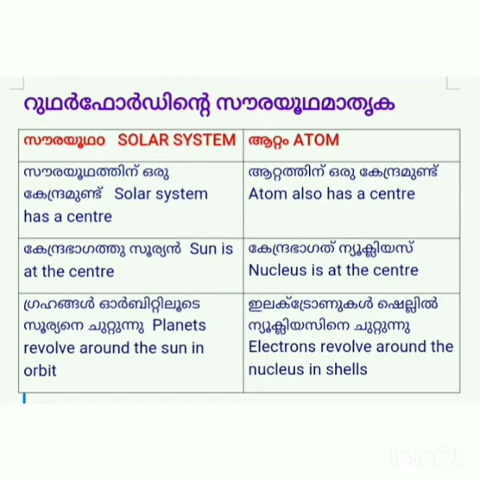 റുഥർഫോർഡിന്റെ സൗരയൂഥമാതൃക
സൗരയൂഥം SOLAR SYSTEM
ആറ്റം ATOM
സൗരയൂഥത്തിന് ഒരു
കേന്ദ്രമുണ്ട് Solar system
has a centre
ആറ്റത്തിന് ഒരു കേന്ദ്രമുണ്ട്
Atom also has a centre
കേന്ദ്രഭാഗത്തു സൂര്യൻ Sun is
at the centre
കേന്ദ്രഭാഗത് ന്യൂക്ലിയസ്
Nucleus is at the centre
ഗ്രഹങ്ങൾ ഓർബിറ്റിലൂടെ
സൂര്യനെ ചുറ്റുന്നു Planets
revolve around the sun in
orbit
ഇലക്ട്രോണുകൾ ഷെല്ലിൽ
ന്യൂക്ലിയസിനെ ചുറ്റുന്നു
Electrons revolve around the
nucleus in shells